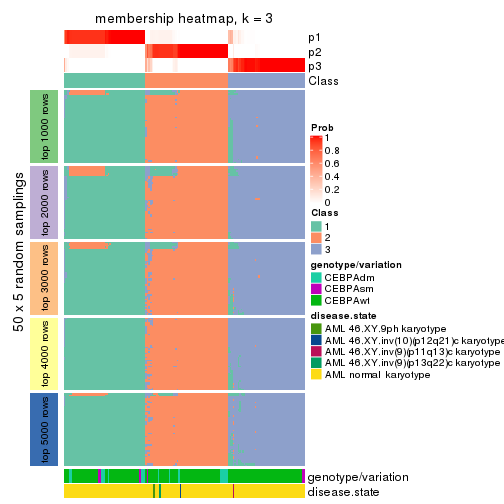 membership heatmap, k = 3
p1
p2
p3
Class
50 x 5 random samplings
top 1000 rows
top 2000 rows
top 3000 rows
top 4000 rows
top 5000 rows
Prob
1
0.8
0.6
0.4
0.2
0
Class
1
2
3
genotype/variation
CEBPAdm
CEBPAsm
CEBPAwt
disease.state
AML 46.XY.9ph karyotype
AML 46.XY.inv(10)(p12q21)c karyotype
AML 46.XY.inv(9)(p11q13)c karyotype
AML 46.XY.inv(9)(p13q22)c karyotype
AML normal karyotype
genotype/variation
disease.state